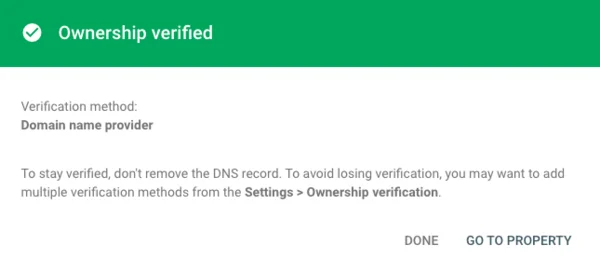 Ownership verified
Verification method:
Domain name provider
To stay verified, don't remove the DNS record. To avoid losing verification, you may want to add
multiple verification methods from the Settings > Ownership verification.
DONE GO TO PROPERTY